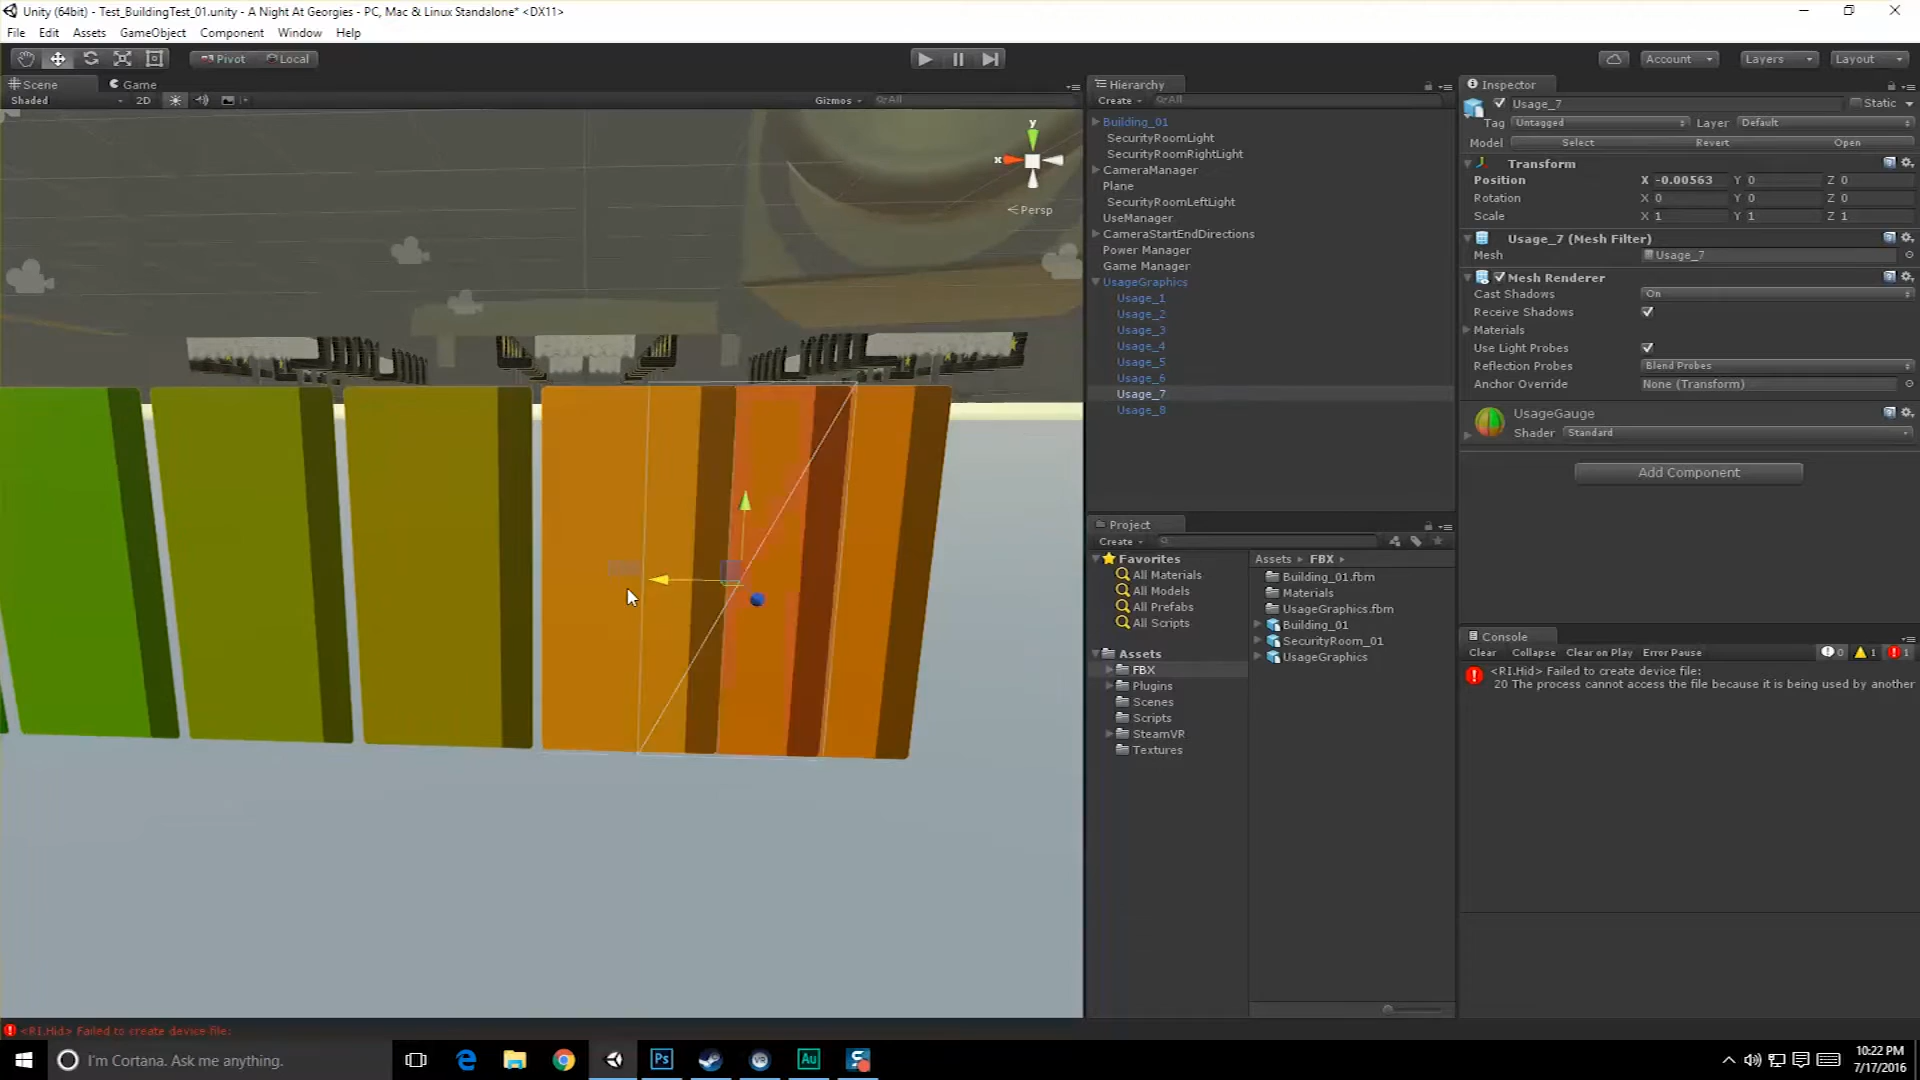 Unity (64bit) - Test_BuildingTest_01.unity - A Night At Georgies - PC, Mac & Linux Standalone* <DX11>
File Edit Assets GameObject Component Window Help
Pivot Local Account Layers Layout
Scene Game
Shaded 2D Gizmos All
y
x
Persp
Hierarchy
Create All
Building_01
SecurityRoomLight
SecurityRoomRightLight
CameraManager
Plane
SecurityRoomLeftLight
UseManager
CameraStartEndDirections
Power Manager
Game Manager
UsageGraphics
Usage_1
Usage_2
Usage_3
Usage_4
Usage_5
Usage_6
Usage_7
Usage_8
Inspector
Usage_7 Static
Tag Untagged Layer Default
Model Select Revert Open
Transform
Position X -0.00563 Y 0 Z 0
Rotation X 0 Y 0 Z 0
Scale X 1 Y 1 Z 1
Usage_7 (Mesh Filter)
Mesh Usage_7
Mesh Renderer
Cast Shadows On
Receive Shadows
Materials
Use Light Probes
Reflection Probes Blend Probes
Anchor Override None (Transform)
UsageGauge
Shader Standard
Add Component
Project
Create
Favorites
All Materials
All Models
All Prefabs
All Scripts
Assets
FBX
Plugins
Scenes
Scripts
SteamVR
Textures
Assets FBX
Building_01.fbm
Materials
UsageGraphics.fbm
Building_01
SecurityRoom_01
UsageGraphics
Console
Clear Collapse Clear on Play Error Pause 0 1 1
<RI.Hid> Failed to create device file:
20 The process cannot access the file because it is being used by another
<RI.Hid> Failed to create device file:
I'm Cortana. Ask me anything.
Ps
Au
10:22 PM
7/17/2016